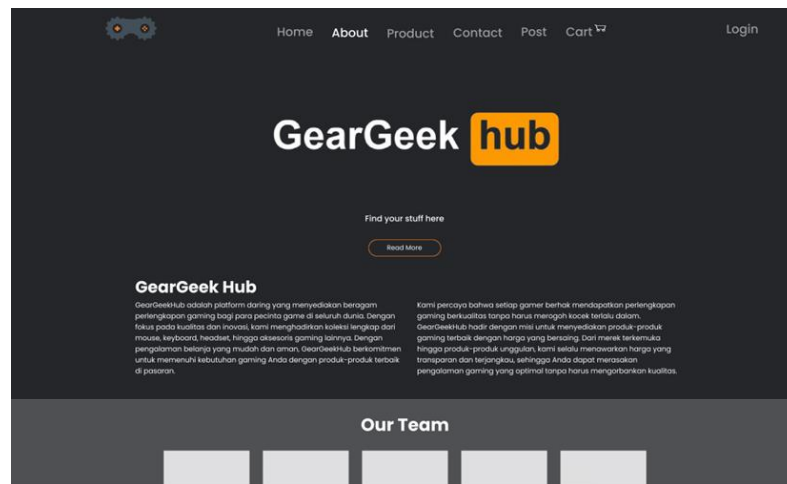 Home About Product Contact Post Cart Login
GearGeek hub
Find your stuff here
Read More
GearGeek Hub
GearGeekHub adalah platform daring yang menyediakan beragam
perlengkapan gaming bagi para pecinta game di seluruh dunia. Dengan
fokus pada kualitas dan inovasi, kami menghadirkan koleksi lengkap dari
mouse, keyboard, headset, hingga aksesoris gaming lainnya. Dengan
pengalaman belanja yang mudah dan aman, GearGeekHub berkomitmen
untuk memenuhi kebutuhan gaming Anda dengan produk-produk terbaik
di pasaran.
Kami percaya bahwa setiap gamer berhak mendapatkan perlengkapan
gaming berkualitas tanpa harus merogoh kocek terlalu dalam.
GearGeekHub hadir dengan misi untuk menyediakan produk-produk
gaming terbaik dengan harga yang bersaing. Dari merek terkemuka
hingga produk-produk unggulan, kami selalu menawarkan harga yang
transparan dan terjangkau, sehingga Anda dapat merasakan
pengalaman gaming yang optimal tanpa harus mengorbankan kualitas.
Our Team